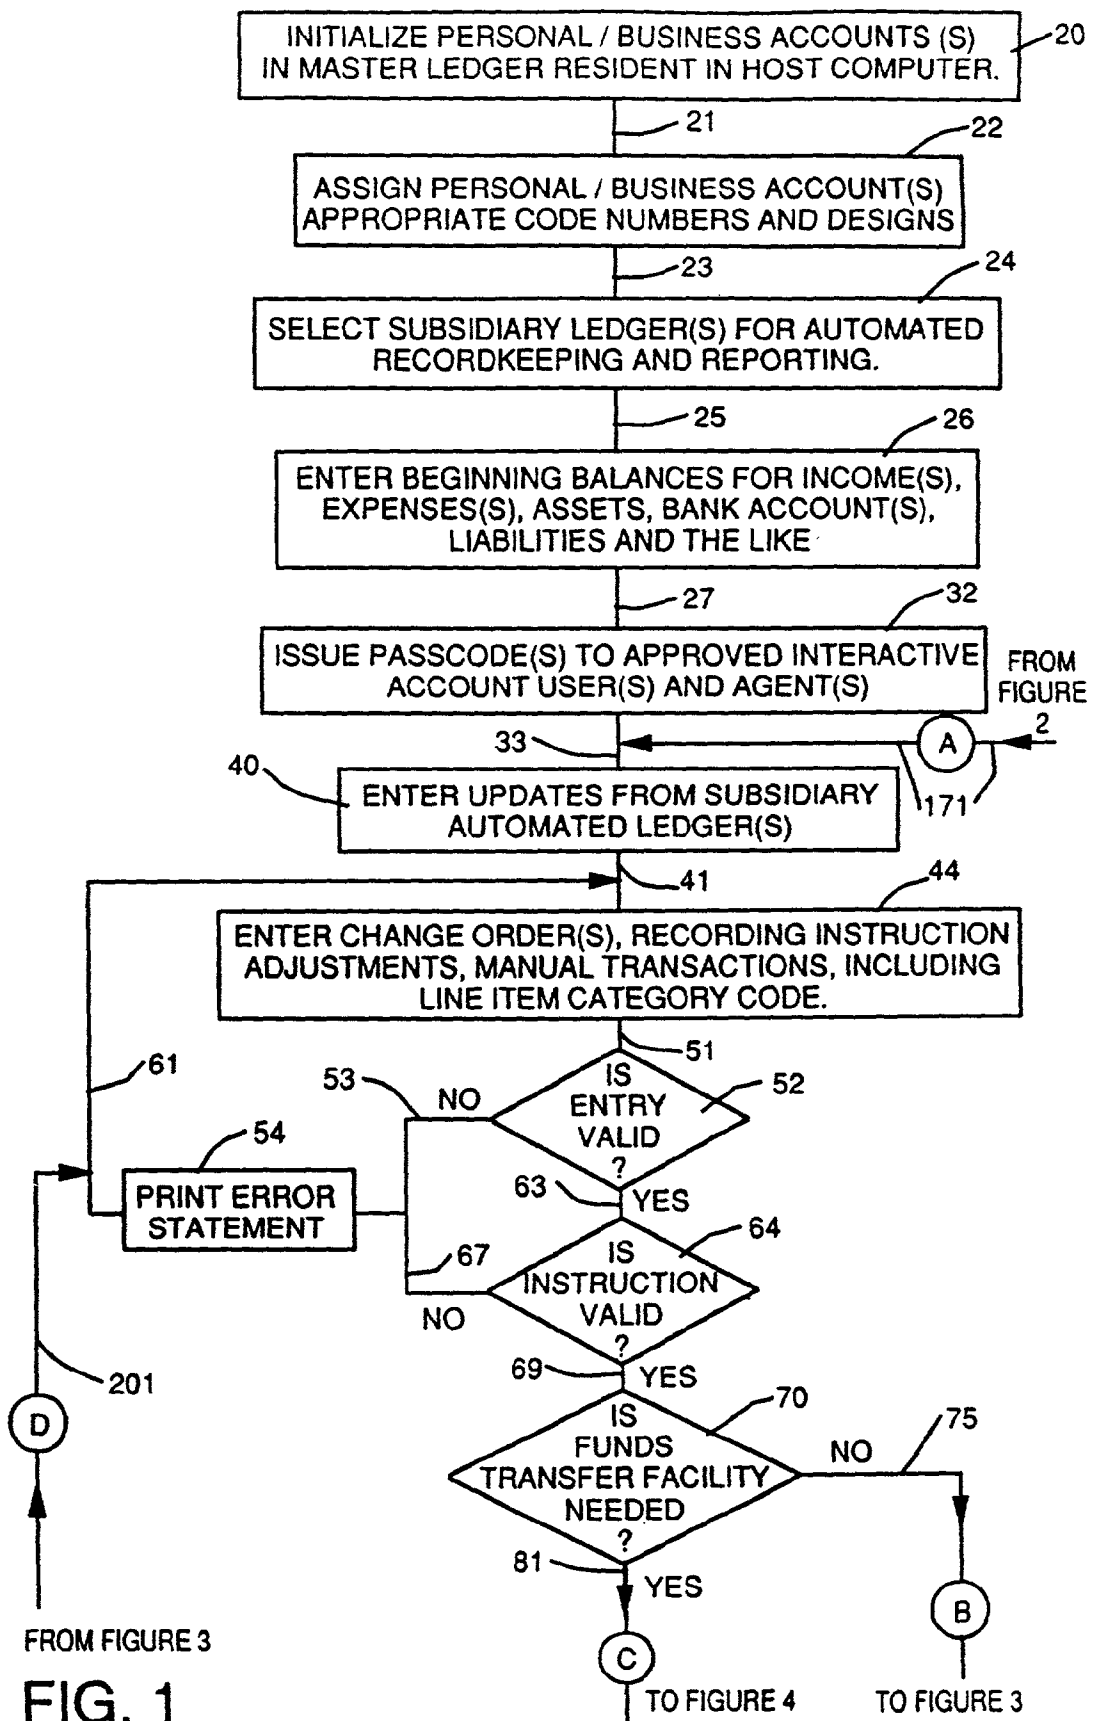 INITIALIZE PERSONAL / BUSINESS ACCOUNTS (S)
IN MASTER LEDGER RESIDENT IN HOST COMPUTER.
20
21
22
ASSIGN PERSONAL / BUSINESS ACCOUNT(S)
APPROPRIATE CODE NUMBERS AND DESIGNS
23
24
SELECT SUBSIDIARY LEDGER(S) FOR AUTOMATED
RECORDKEEPING AND REPORTING.
25
26
ENTER BEGINNING BALANCES FOR INCOME(S),
EXPENSES(S), ASSETS, BANK ACCOUNT(S),
LIABILITIES AND THE LIKE
27
32
ISSUE PASSCODE(S) TO APPROVED INTERACTIVE
ACCOUNT USER(S) AND AGENT(S)
FROM
FIGURE
2
33
A
171
40
ENTER UPDATES FROM SUBSIDIARY
AUTOMATED LEDGER(S)
41
44
ENTER CHANGE ORDER(S), RECORDING INSTRUCTION
ADJUSTMENTS, MANUAL TRANSACTIONS, INCLUDING
LINE ITEM CATEGORY CODE.
51
61
53
NO
IS
ENTRY
VALID
?
52
54
PRINT ERROR
STATEMENT
63
YES
64
67
NO
IS
INSTRUCTION
VALID
?
69
YES
201
D
70
IS
FUNDS
TRANSFER FACILITY
NEEDED
?
NO
75
81
YES
B
C
FROM FIGURE 3
TO FIGURE 4
TO FIGURE 3
FIG. 1